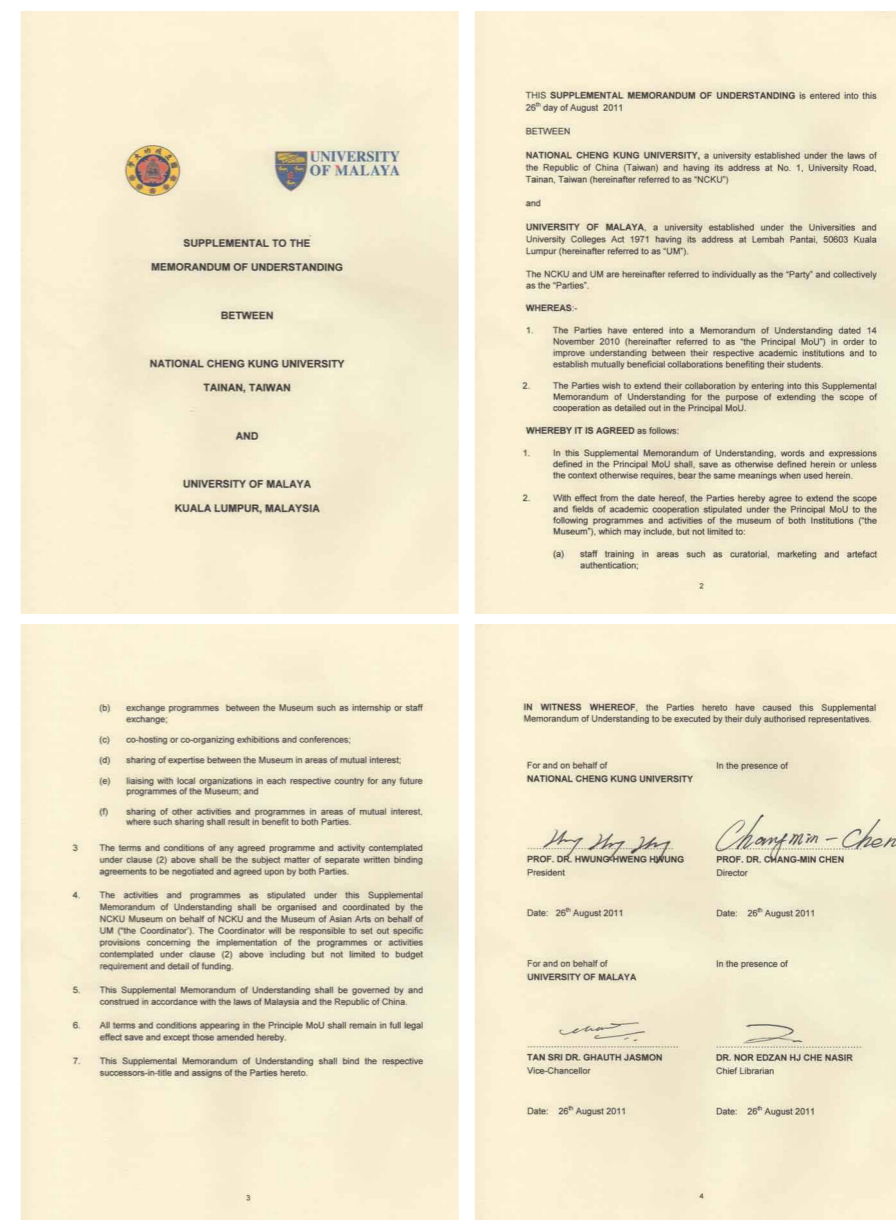 UNIVERSITY
OF MALAYA
SUPPLEMENTAL TO THE
MEMORANDUM OF UNDERSTANDING
BETWEEN
NATIONAL CHENG KUNG UNIVERSITY
TAINAN, TAIWAN
AND
UNIVERSITY OF MALAYA
KUALA LUMPUR, MALAYSIA
THIS SUPPLEMENTAL MEMORANDUM OF UNDERSTANDING is entered into this
26th day of August 2011
BETWEEN
NATIONAL CHENG KUNG UNIVERSITY, a university established under the laws of
the Republic of China (Taiwan) and having its address at No. 1, University Road,
Tainan, Taiwan (hereinafter referred to as "NCKU")
and
UNIVERSITY OF MALAYA, a university established under the Universities and
University Colleges Act 1971 having its address at Lembah Pantai, 50603 Kuala
Lumpur (hereinafter referred to as "UM").
The NCKU and UM are hereinafter referred to individually as the "Party" and collectively
as the "Parties".
WHEREAS:-
1. The Parties have entered into a Memorandum of Understanding dated 14
November 2010 (hereinafter referred to as "the Principal MoU") in order to
improve understanding between their respective academic institutions and to
establish mutually beneficial collaborations benefiting their students.
2. The Parties wish to extend their collaboration by entering into this Supplemental
Memorandum of Understanding for the purpose of extending the scope of
cooperation as detailed out in the Principal MoU.
WHEREBY IT IS AGREED as follows:
1. In this Supplemental Memorandum of Understanding, words and expressions
defined in the Principal MoU shall, save as otherwise defined herein or unless
the context otherwise requires, bear the same meanings when used herein.
2. With effect from the date hereof, the Parties hereby agree to extend the scope
and fields of academic cooperation stipulated under the Principal MoU to the
following programmes and activities of the museum of both Institutions ("the
Museum"), which may include, but not limited to:
(a) staff training in areas such as curatorial, marketing and artefact
authentication;
2
(b) exchange programmes between the Museum such as internship or staff
exchange;
(c) co-hosting or co-organizing exhibitions and conferences;
(d) sharing of expertise between the Museum in areas of mutual interest;
(e) liaising with local organizations in each respective country for any future
programmes of the Museum; and
(f) sharing of other activities and programmes in areas of mutual interest,
where such sharing shall result in benefit to both Parties.
3 The terms and conditions of any agreed programme and activity contemplated
under clause (2) above shall be the subject matter of separate written binding
agreements to be negotiated and agreed upon by both Parties.
4. The activities and programmes as stipulated under this Supplemental
Memorandum of Understanding shall be organised and coordinated by the
NCKU Museum on behalf of NCKU and the Museum of Asian Arts on behalf of
UM ("the Coordinator'). The Coordinator will be responsible to set out specific
provisions concerning the implementation of the programmes or activities
contemplated under clause (2) above including but not limited to budget
requirement and detail of funding.
5. This Supplemental Memorandum of Understanding shall be governed by and
construed in accordance with the laws of Malaysia and the Republic of China.
6. All terms and conditions appearing in the Principle MoU shall remain in full legal
effect save and except those amended hereby.
7. This Supplemental Memorandum of Understanding shall bind the respective
successors-in-title and assigns of the Parties hereto.
3
IN WITNESS WHEREOF, the Parties hereto have caused this Supplemental
Memorandum of Understanding to be executed by their duly authorised representatives.
For and on behalf of
NATIONAL CHENG KUNG UNIVERSITY
In the presence of
Changmin - Chen
PROF. DR. HWUNG-HWENG HWUNG
President
PROF. DR. CHANG-MIN CHEN
Director
Date: 26th August 2011
Date: 26th August 2011
For and on behalf of
UNIVERSITY OF MALAYA
In the presence of
TAN SRI DR. GHAUTH JASMON
Vice-Chancellor
DR. NOR EDZAN HJ CHE NASIR
Chief Librarian
Date: 26th August 2011
Date: 26th August 2011
4